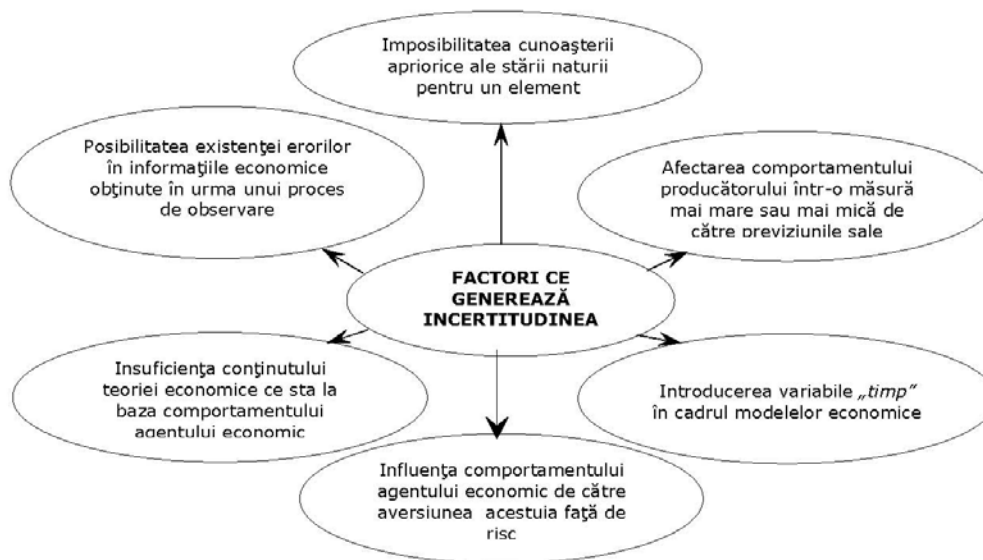 Imposibilitatea cunoaşterii
apriorice ale stării naturii
pentru un element
Posibilitatea existenţei erorilor
în informaţiile economice
obţinute în urma unui proces
de observare
Afectarea comportamentului
producătorului într-o măsură
mai mare sau mai mică de
către previziunile sale
FACTORI CE
GENEREAZĂ
INCERTITUDINEA
Insuficienţa conţinutului
teoriei economice ce sta la
baza comportamentului
agentului economic
Introducerea variabile „timp”
în cadrul modelelor economice
Influenţa comportamentului
agentului economic de către
aversiunea acestuia faţă de
risc